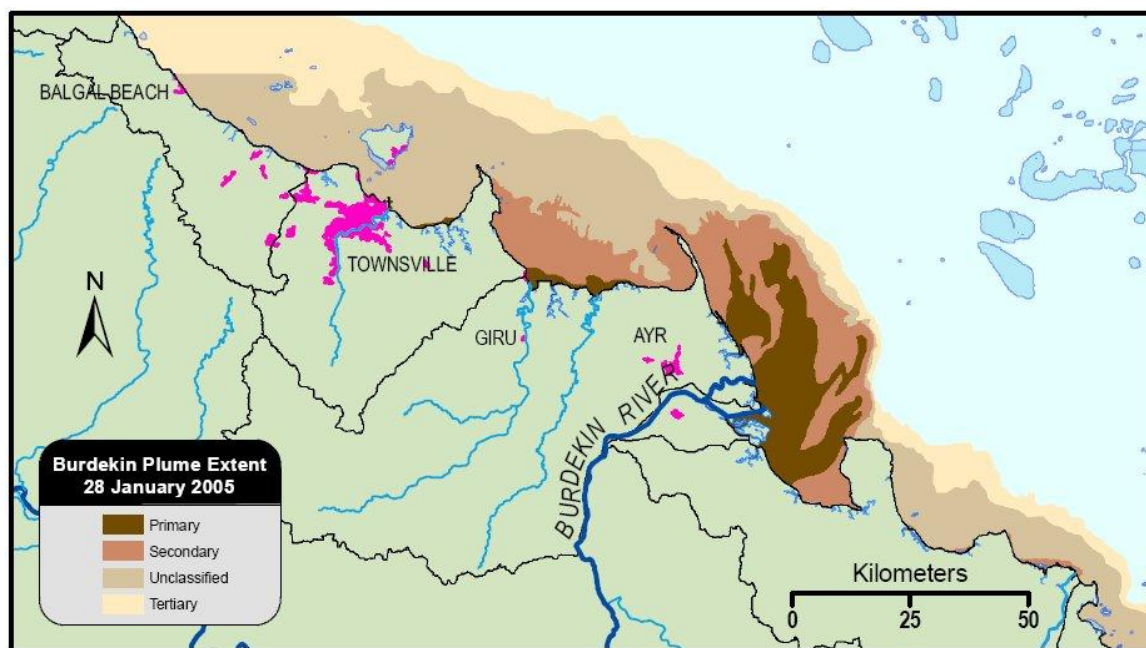 BALGAL BEACH
TOWNSVILLE
N
GIRU
AYR
BURDEKIN RIVER
Burdekin Plume Extent
28 January 2005
Primary
Secondary
Unclassified
Tertiary
Kilometers
0 25 50